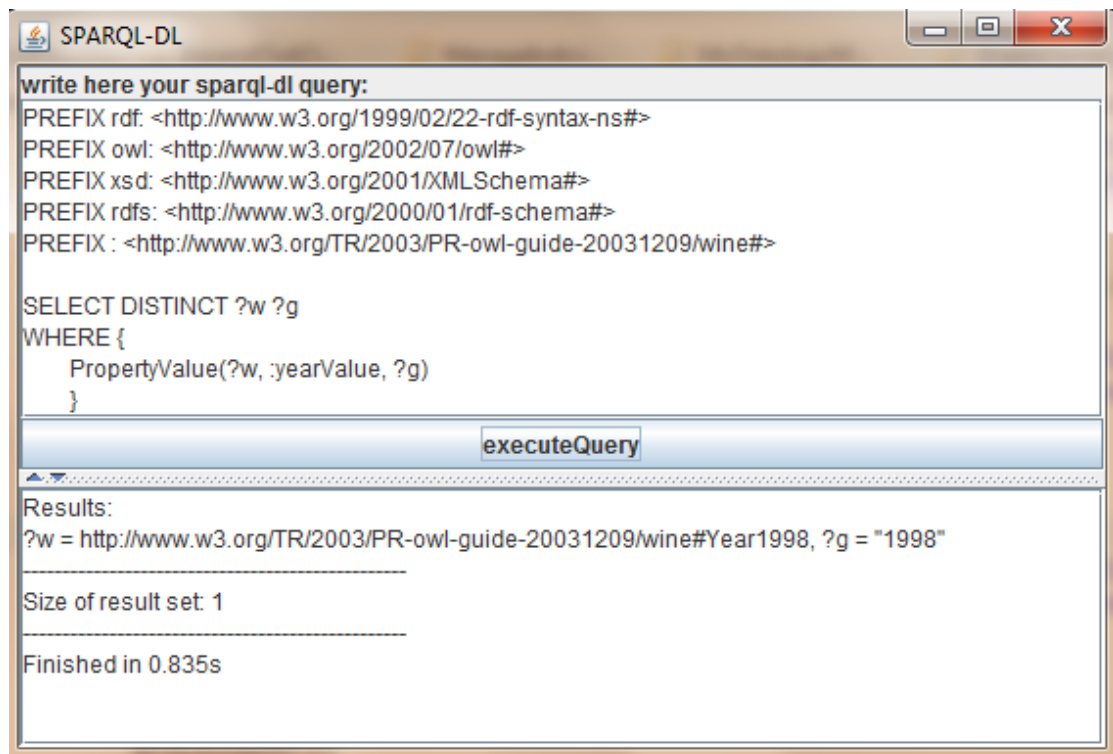 SPARQL-DL
write here your sparql-dl query:
PREFIX rdf: <http://www.w3.org/1999/02/22-rdf-syntax-ns#>
PREFIX owl: <http://www.w3.org/2002/07/owl#>
PREFIX xsd: <http://www.w3.org/2001/XMLSchema#>
PREFIX rdfs: <http://www.w3.org/2000/01/rdf-schema#>
PREFIX : <http://www.w3.org/TR/2003/PR-owl-guide-20031209/wine#>
SELECT DISTINCT ?w ?g
WHERE {
PropertyValue(?w, :yearValue, ?g)
}
executeQuery
Results:
?w = http://www.w3.org/TR/2003/PR-owl-guide-20031209/wine#Year1998, ?g = "1998"
------------------------------------------------
Size of result set: 1
------------------------------------------------
Finished in 0.835s